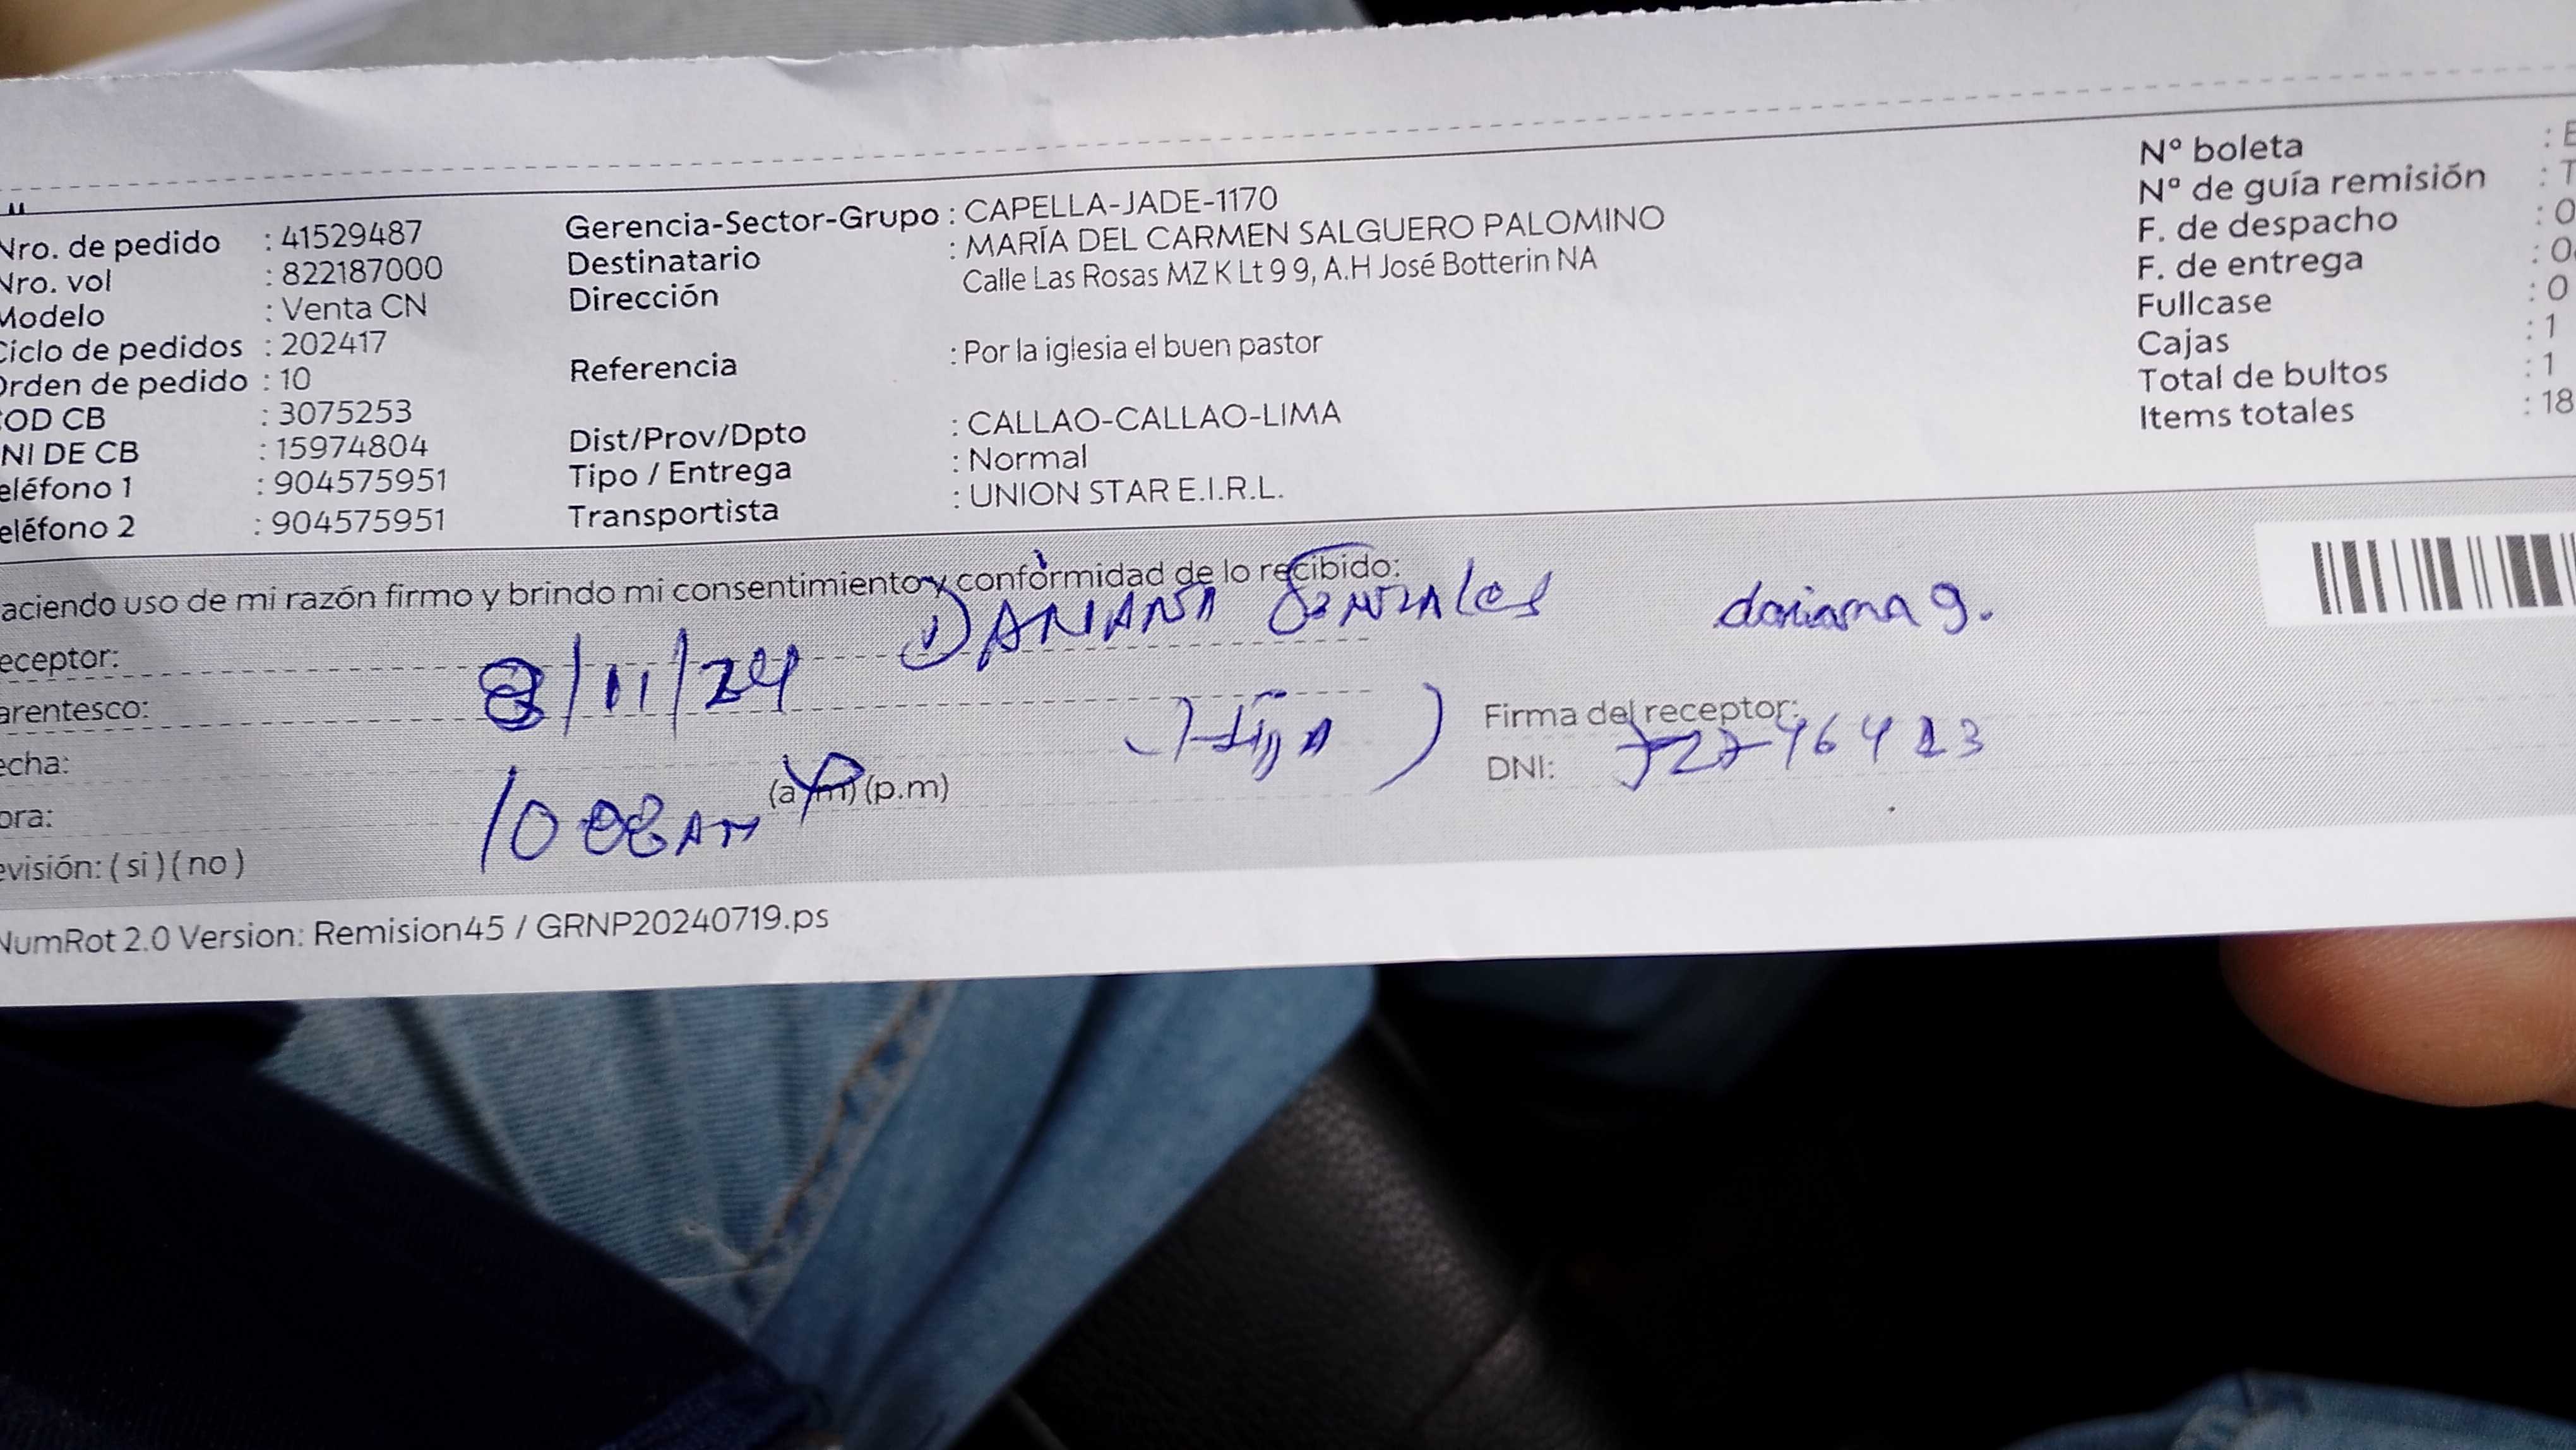 Nro. de pedido : 41529487
Nro. vol : 822187000
Modelo : Venta CN
Ciclo de pedidos : 202417
Orden de pedido : 10
COD CB : 3075253
NI DE CB : 15974804
eléfono 1 : 904575951
eléfono 2 : 904575951
Gerencia-Sector-Grupo : CAPELLA-JADE-1170
Destinatario : MARÍA DEL CARMEN SALGUERO PALOMINO
Dirección Calle Las Rosas MZ K Lt 9 9, A.H José Botterin NA
Referencia : Por la iglesia el buen pastor
Dist/Prov/Dpto : CALLAO-CALLAO-LIMA
Tipo / Entrega : Normal
Transportista : UNION STAR E.I.R.L.
N° boleta : E
N° de guía remisión : T
F. de despacho : 0
F. de entrega : 0
Fullcase : 0
Cajas : 1
Total de bultos : 1
Items totales : 18
aciendo uso de mi razón firmo y brindo mi consentimiento y conformidad de lo recibido:
eceptor: DANIANA Gonzales
arentesco: Hija
echa: 8/11/24
ora: 10 08 AM (a.m) (p.m)
evisión: ( si ) ( no )
Firma del receptor:
DNI:
NumRot 2.0 Version: Remision45 / GRNP20240719.ps